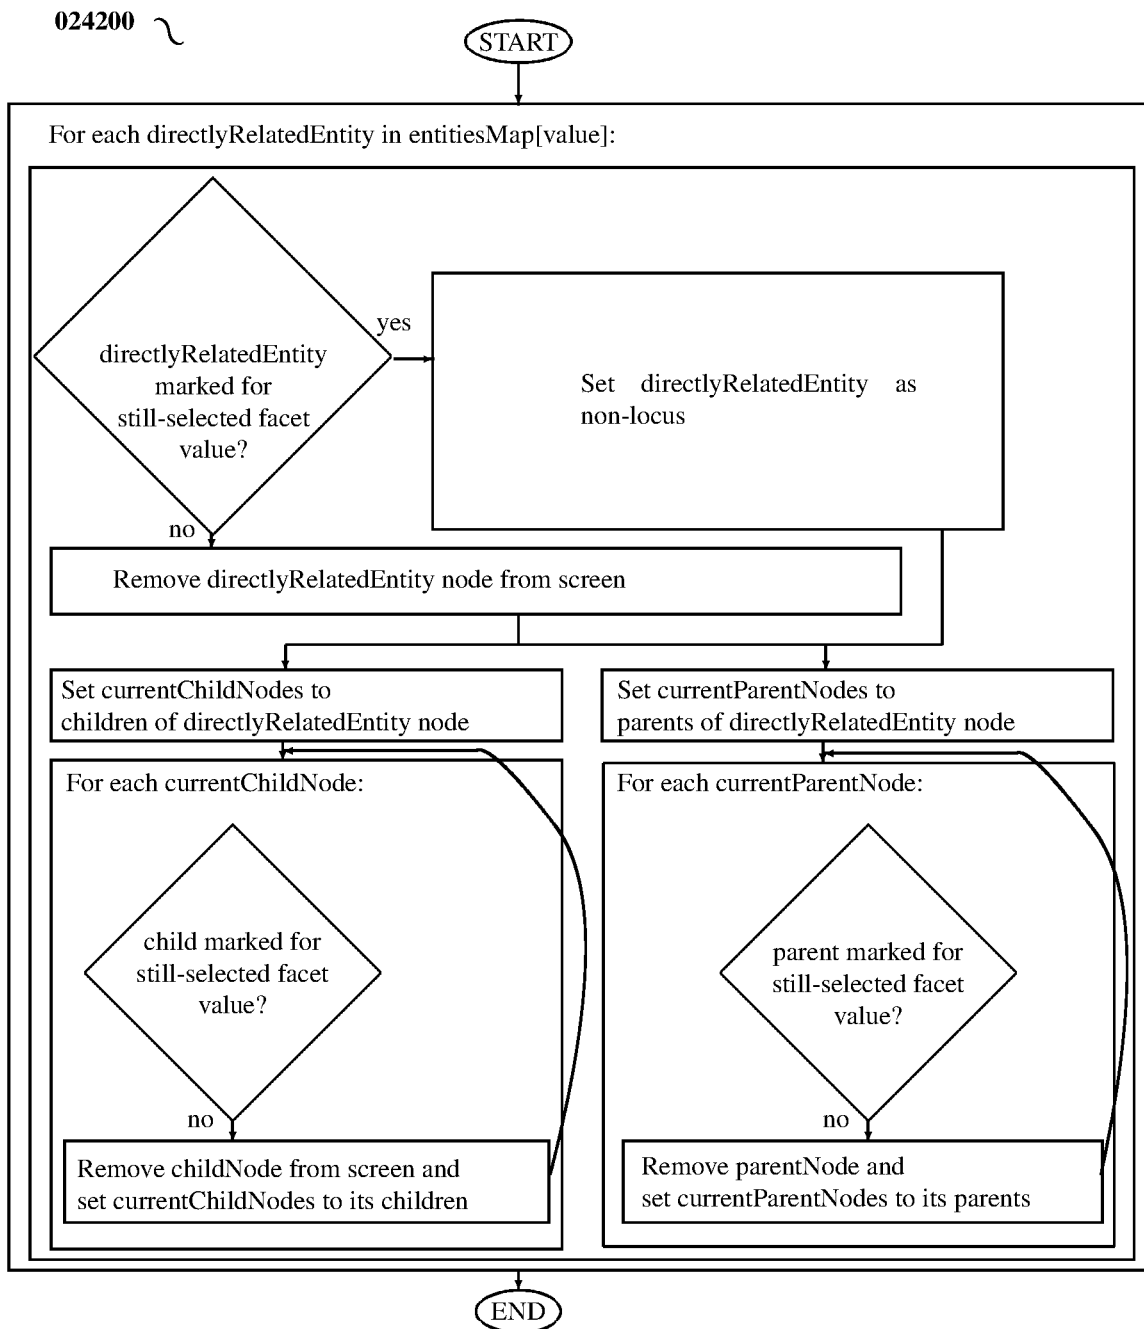 024200
START
For each directlyRelatedEntity in entitiesMap[value]:
directlyRelatedEntity
marked for
still-selected facet
value?
yes
Set directlyRelatedEntity as
non-locus
no
Remove directlyRelatedEntity node from screen
Set currentChildNodes to
children of directlyRelatedEntity node
Set currentParentNodes to
parents of directlyRelatedEntity node
For each currentChildNode:
child marked for
still-selected facet
value?
no
Remove childNode from screen and
set currentChildNodes to its children
For each currentParentNode:
parent marked for
still-selected facet
value?
no
Remove parentNode and
set currentParentNodes to its parents
END